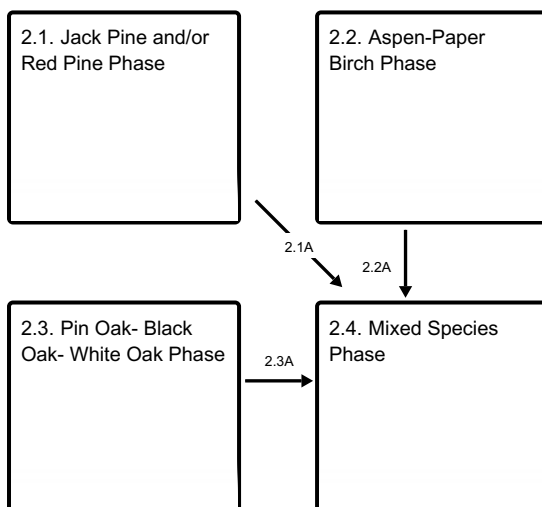 2.1. Jack Pine and/or
Red Pine Phase
2.2. Aspen-Paper
Birch Phase
2.1A
2.2A
2.3. Pin Oak- Black
Oak- White Oak Phase
2.3A
2.4. Mixed Species
Phase